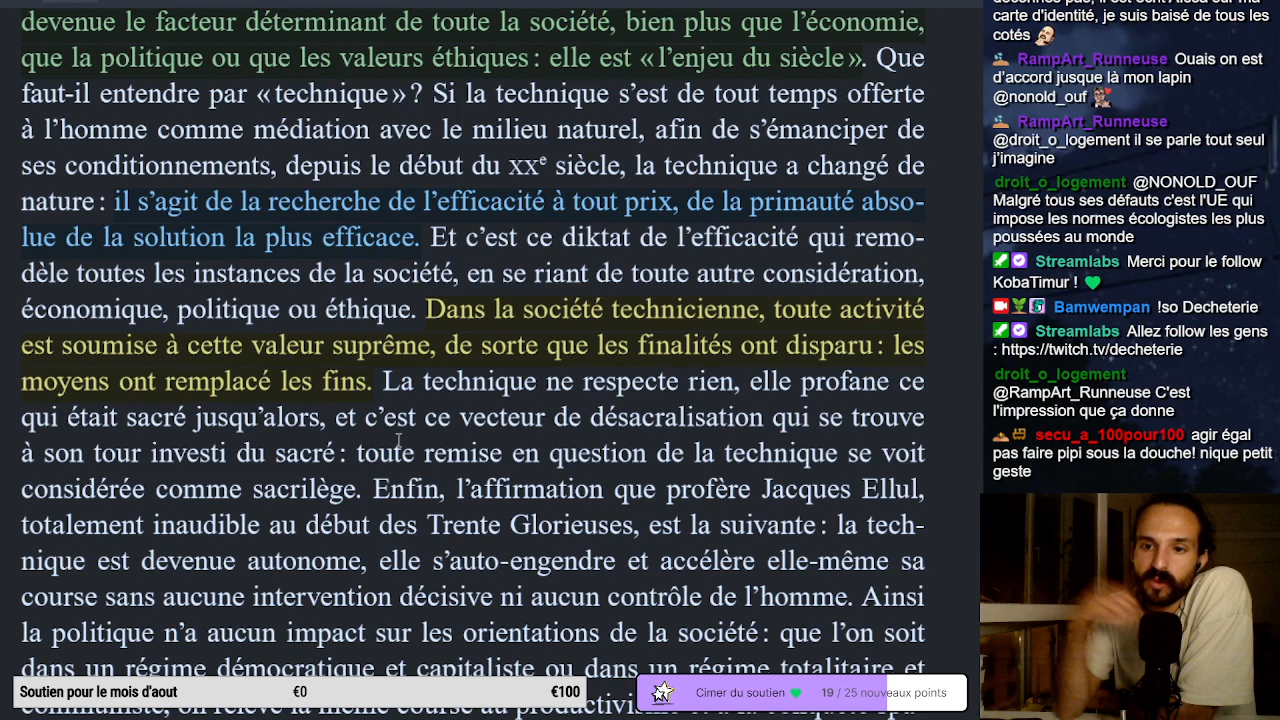 devenue le facteur déterminant de toute la société, bien plus que l’économie,
que la politique ou que les valeurs éthiques : elle est « l’enjeu du siècle ». Que
faut-il entendre par « technique » ? Si la technique s’est de tout temps offerte
à l’homme comme médiation avec le milieu naturel, afin de s’émanciper de
ses conditionnements, depuis le début du XXe siècle, la technique a changé de
nature : il s’agit de la recherche de l’efficacité à tout prix, de la primauté abso-
lue de la solution la plus efficace. Et c’est ce diktat de l’efficacité qui remo-
dèle toutes les instances de la société, en se riant de toute autre considération,
économique, politique ou éthique. Dans la société technicienne, toute activité
est soumise à cette valeur suprême, de sorte que les finalités ont disparu : les
moyens ont remplacé les fins. La technique ne respecte rien, elle profane ce
qui était sacré jusqu’alors, et c’est ce vecteur de désacralisation qui se trouve
à son tour investi du sacré : toute remise en question de la technique se voit
considérée comme sacrilège. Enfin, l’affirmation que profère Jacques Ellul,
totalement inaudible au début des Trente Glorieuses, est la suivante : la tech-
nique est devenue autonome, elle s’auto-engendre et accélère elle-même sa
course sans aucune intervention décisive ni aucun contrôle de l’homme. Ainsi
la politique n’a aucun impact sur les orientations de la société : que l’on soit
dans un régime démocratique et capitaliste ou dans un régime totalitaire et
Soutien pour le mois d'aout €0 €100
Cimer du soutien 19 / 25 nouveaux points
carte d'identité, je suis baisé de tous les
cotés
RampArt_Runneuse Ouais on est
d'accord jusque là mon lapin
@nonold_ouf
RampArt_Runneuse
@droit_o_logement il se parle tout seul
j'imagine
droit_o_logement @NONOLD_OUF
Malgré tous ses défauts c'est l'UE qui
impose les normes écologistes les plus
poussées au monde
Streamlabs Merci pour le follow
KobaTimur !
Bamwempan !so Decheterie
Streamlabs Allez follow les gens
: https://twitch.tv/decheterie
droit_o_logement
@RampArt_Runneuse C'est
l'impression que ça donne
secu_a_100pour100 agir égal
pas faire pipi sous la douche! nique petit
geste